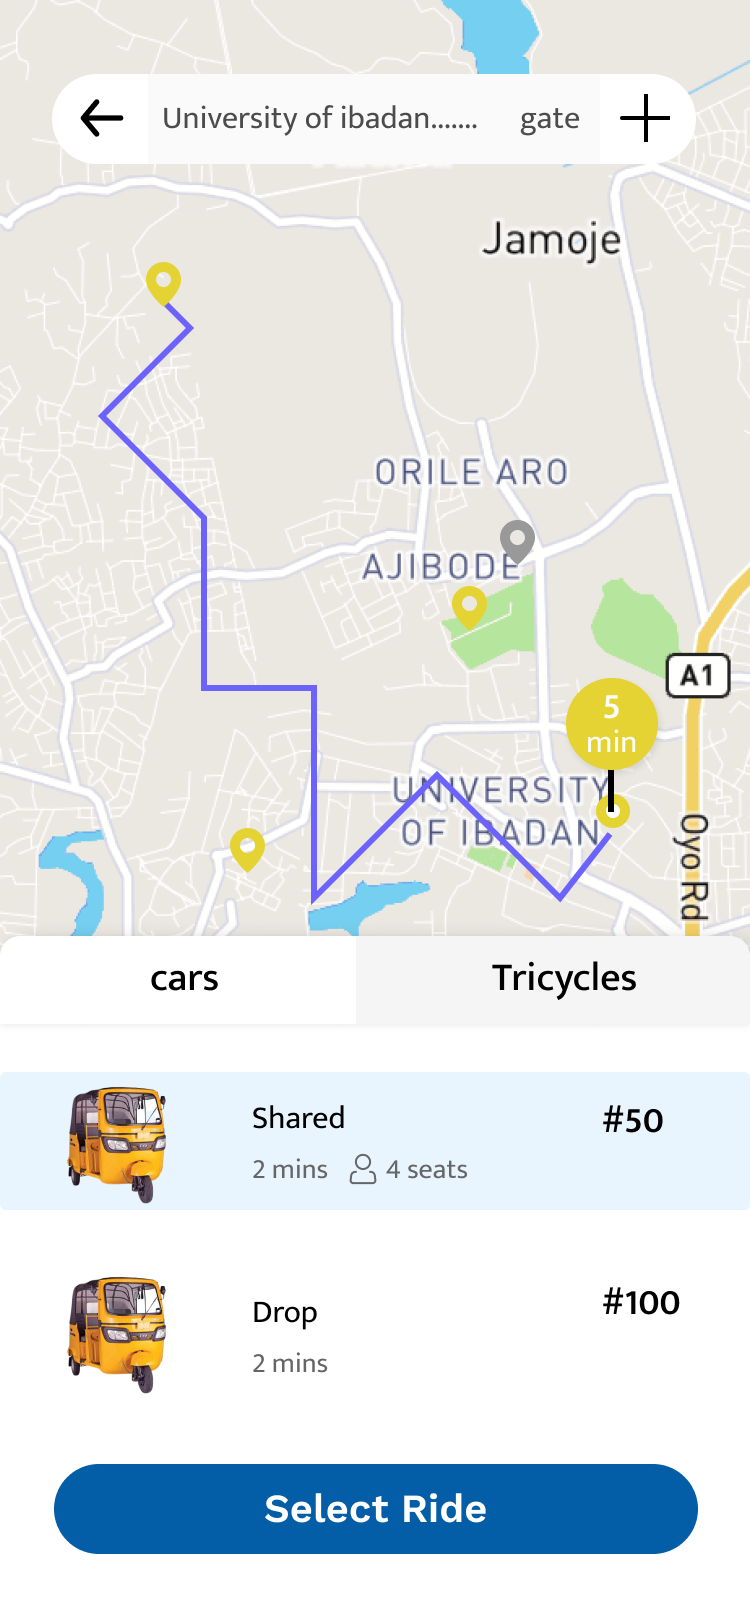 University of ibadan....... gate
Jamoje
ORILE ARO
AJIBODE
A1
5
min
UNIVERSITY
OF IBADAN
Oyo Rd
cars Tricycles
Shared #50
2 mins 4 seats
Drop #100
2 mins
Select Ride